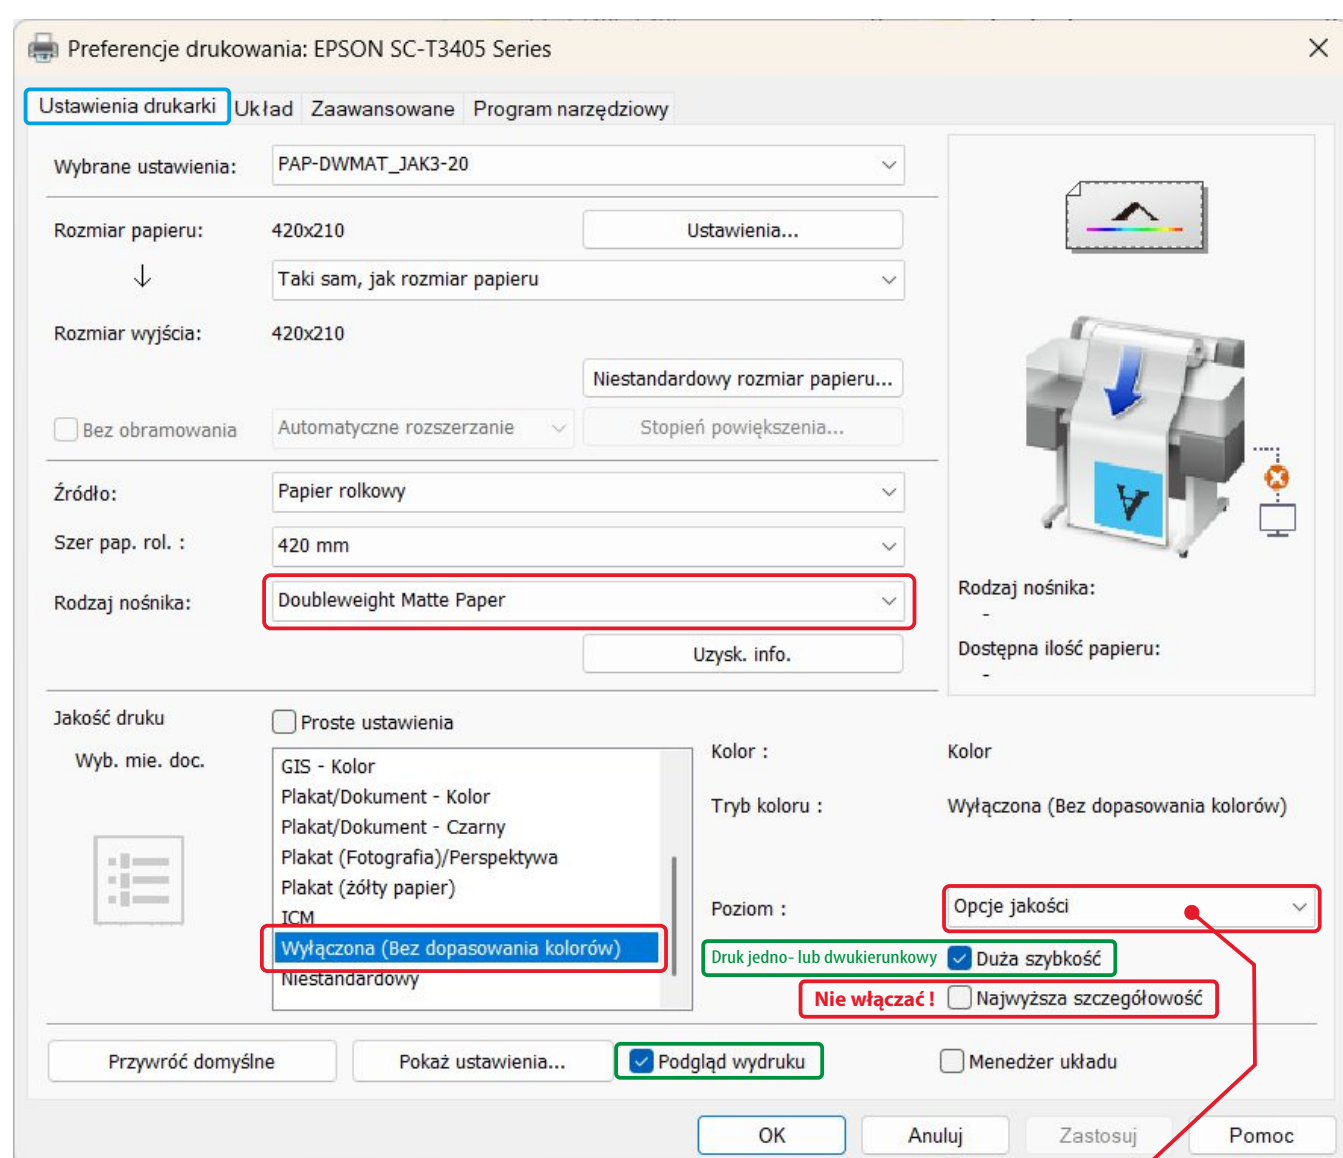 Preferencje drukowania: EPSON SC-T3405 Series
Ustawienia drukarki Układ Zaawansowane Program narzędziowy
Wybrane ustawienia: PAP-DWMAT_JAK3-20
Rozmiar papieru: 420x210 Ustawienia...
Taki sam, jak rozmiar papieru
Rozmiar wyjścia: 420x210
Niestandardowy rozmiar papieru...
Bez obramowania Automatyczne rozszerzanie Stopień powiększenia...
Źródło: Papier rolkowy
Szer pap. rol. : 420 mm
Rodzaj nośnika: Doubleweight Matte Paper
Uzysk. info.
A
Rodzaj nośnika:
-
Dostępna ilość papieru:
-
Jakość druku Proste ustawienia
Wyb. mie. doc.
GIS - Kolor
Plakat/Dokument - Kolor
Plakat/Dokument - Czarny
Plakat (Fotografia)/Perspektywa
Plakat (żółty papier)
ICM
Wyłączona (Bez dopasowania kolorów)
Niestandardowy
Kolor : Kolor
Tryb koloru : Wyłączona (Bez dopasowania kolorów)
Poziom : Opcje jakości
Druk jedno- lub dwukierunkowy Duża szybkość
Nie włączać ! Najwyższa szczegółowość
Przywróć domyślne Pokaż ustawienia... Podgląd wydruku Menedżer układu
OK Anuluj Zastosuj Pomoc